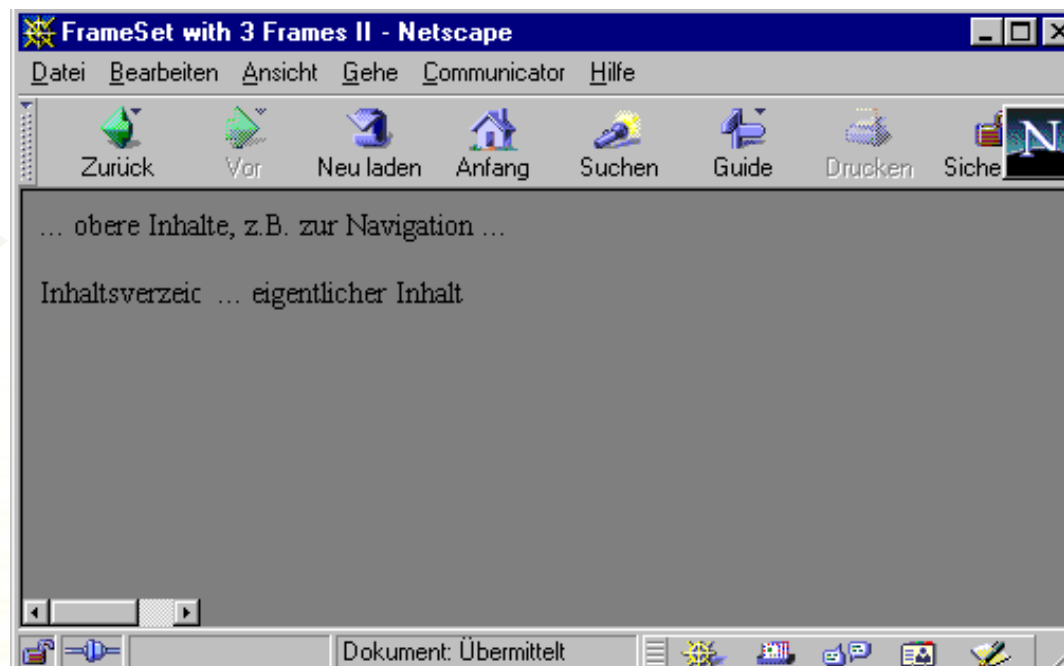 FrameSet with 3 Frames II - Netscape
Datei Bearbeiten Ansicht Gehe Communicator Hilfe
Zurück Vor Neu laden Anfang Suchen Guide Drucken Siche N
... obere Inhalte, z.B. zur Navigation ...
Inhaltsverzeic ... eigentlicher Inhalt
Dokument: Übermittelt